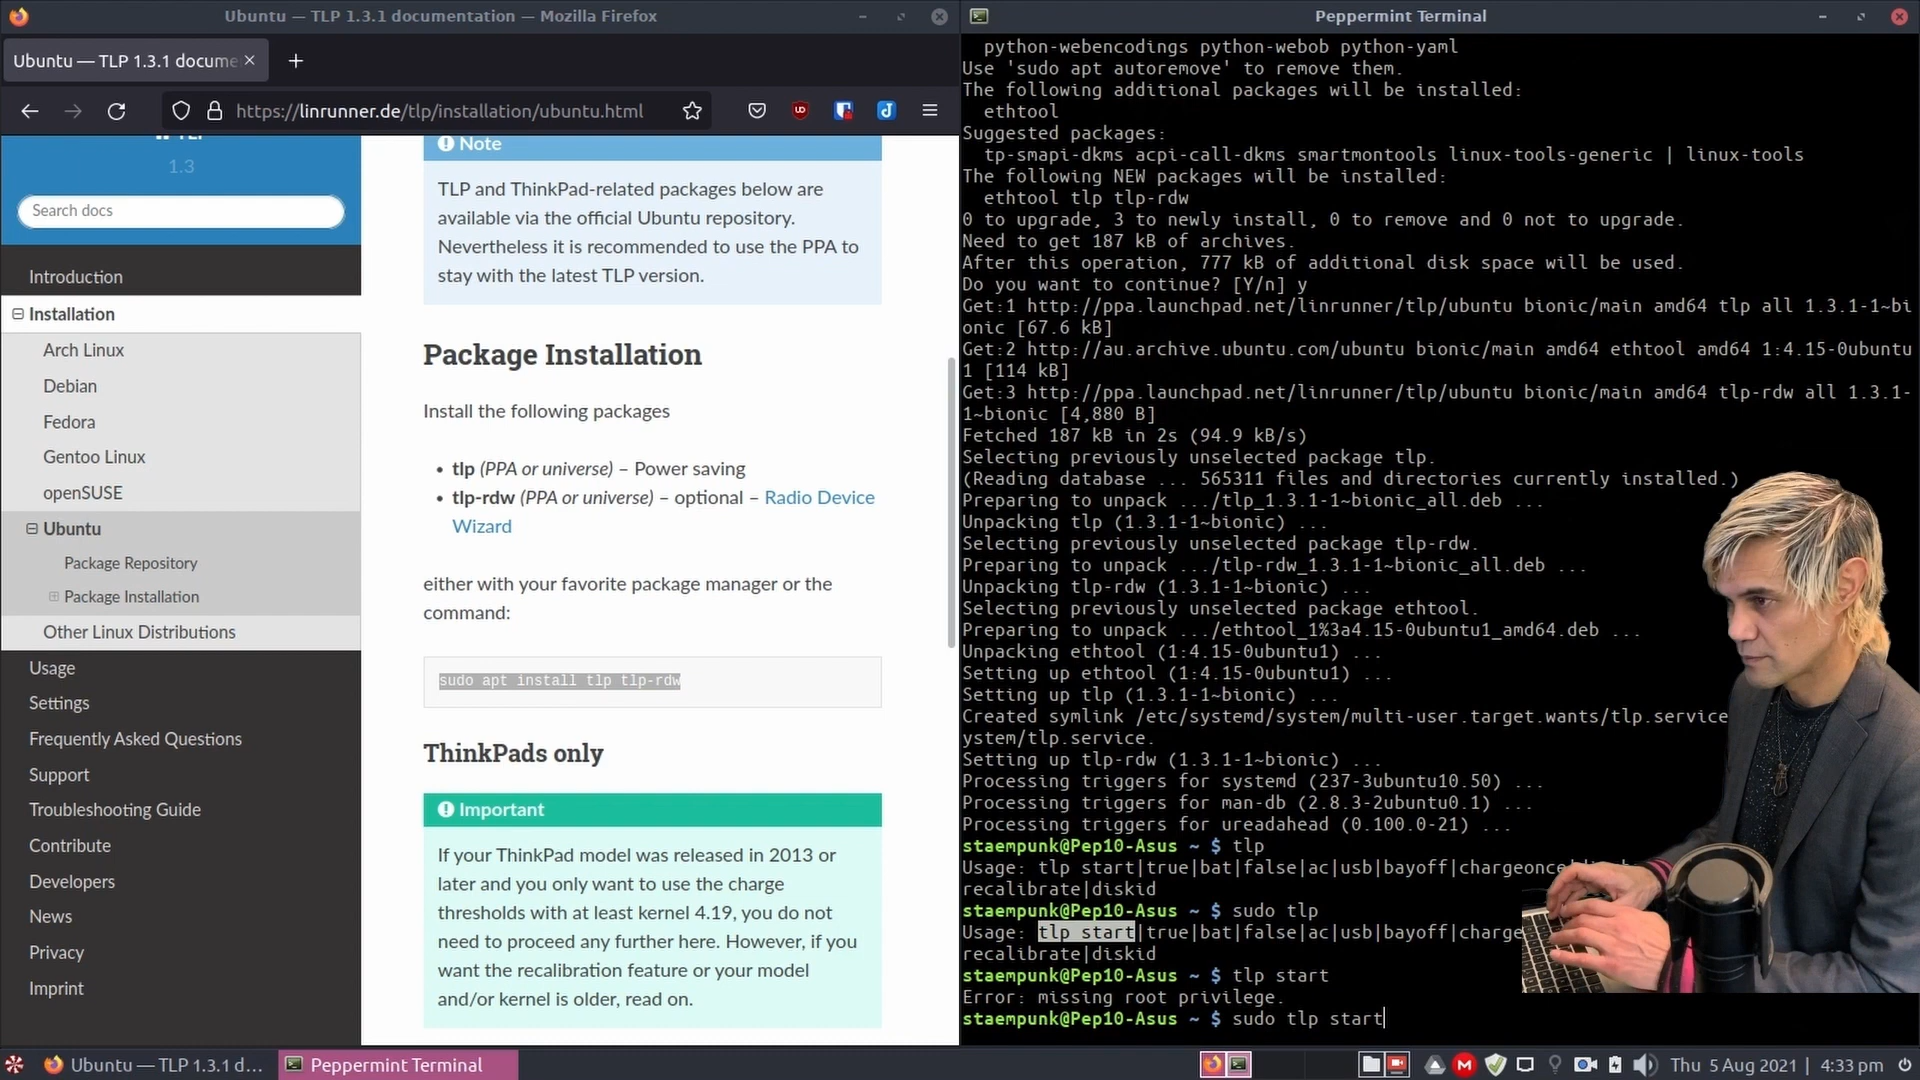 Ubuntu — TLP 1.3.1 documentation — Mozilla Firefox
Ubuntu — TLP 1.3.1 docume
https://linrunner.de/tlp/installation/ubuntu.html
1.3
Search docs
Introduction
Installation
Arch Linux
Debian
Fedora
Gentoo Linux
openSUSE
Ubuntu
Package Repository
Package Installation
Other Linux Distributions
Usage
Settings
Frequently Asked Questions
Support
Troubleshooting Guide
Contribute
Developers
News
Privacy
Imprint
Note
TLP and ThinkPad-related packages below are
available via the official Ubuntu repository.
Nevertheless it is recommended to use the PPA to
stay with the latest TLP version.
Package Installation
Install the following packages
• tlp (PPA or universe) – Power saving
• tlp-rdw (PPA or universe) – optional – Radio Device
Wizard
either with your favorite package manager or the
command:
sudo apt install tlp tlp-rdw
ThinkPads only
Important
If your ThinkPad model was released in 2013 or
later and you only want to use the charge
thresholds with at least kernel 4.19, you do not
need to proceed any further here. However, if you
want the recalibration feature or your model
and/or kernel is older, read on.
Peppermint Terminal
python-webencodings python-webob python-yaml
Use 'sudo apt autoremove' to remove them.
The following additional packages will be installed:
ethtool
Suggested packages:
tp-smapi-dkms acpi-call-dkms smartmontools linux-tools-generic | linux-tools
The following NEW packages will be installed:
ethtool tlp tlp-rdw
0 to upgrade, 3 to newly install, 0 to remove and 0 not to upgrade.
Need to get 187 kB of archives.
After this operation, 777 kB of additional disk space will be used.
Do you want to continue? [Y/n] y
Get:1 http://ppa.launchpad.net/linrunner/tlp/ubuntu bionic/main amd64 tlp all 1.3.1-1~bi
onic [67.6 kB]
Get:2 http://au.archive.ubuntu.com/ubuntu bionic/main amd64 ethtool amd64 1:4.15-0ubuntu
1 [114 kB]
Get:3 http://ppa.launchpad.net/linrunner/tlp/ubuntu bionic/main amd64 tlp-rdw all 1.3.1-
1~bionic [4,880 B]
Fetched 187 kB in 2s (94.9 kB/s)
Selecting previously unselected package tlp.
(Reading database ... 565311 files and directories currently installed.)
Preparing to unpack .../tlp_1.3.1-1~bionic_all.deb ...
Unpacking tlp (1.3.1-1~bionic) ...
Selecting previously unselected package tlp-rdw.
Preparing to unpack .../tlp-rdw_1.3.1-1~bionic_all.deb ...
Unpacking tlp-rdw (1.3.1-1~bionic) ...
Selecting previously unselected package ethtool.
Preparing to unpack .../ethtool_1%3a4.15-0ubuntu1_amd64.deb ...
Unpacking ethtool (1:4.15-0ubuntu1) ...
Setting up ethtool (1:4.15-0ubuntu1) ...
Setting up tlp (1.3.1-1~bionic) ...
Created symlink /etc/systemd/system/multi-user.target.wants/tlp.service
ystem/tlp.service.
Setting up tlp-rdw (1.3.1-1~bionic) ...
Processing triggers for systemd (237-3ubuntu10.50) ...
Processing triggers for man-db (2.8.3-2ubuntu0.1) ...
Processing triggers for ureadahead (0.100.0-21) ...
staempunk@Pep10-Asus ~ $ tlp
Usage: tlp start|true|bat|false|ac|usb|bayoff|chargeonce
recalibrate|diskid
staempunk@Pep10-Asus ~ $ sudo tlp
Usage: tlp start|true|bat|false|ac|usb|bayoff|charge
recalibrate|diskid
staempunk@Pep10-Asus ~ $ tlp start
Error: missing root privilege.
staempunk@Pep10-Asus ~ $ sudo tlp start
Ubuntu — TLP 1.3.1 d...
Peppermint Terminal
Thu 5 Aug 2021 | 4:33 pm